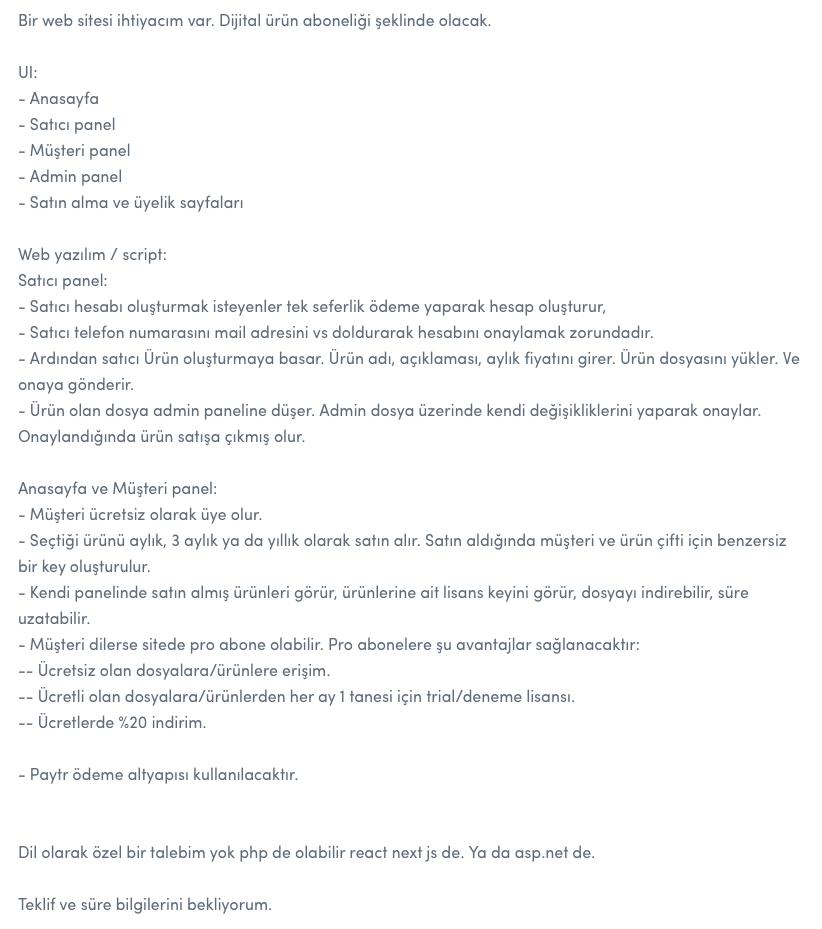 Bir web sitesi ihtiyacım var. Dijital ürün aboneliği şeklinde olacak.
UI:
- Anasayfa
- Satıcı panel
- Müşteri panel
- Admin panel
- Satın alma ve üyelik sayfaları
Web yazılım / script:
Satıcı panel:
- Satıcı hesabı oluşturmak isteyenler tek seferlik ödeme yaparak hesap oluşturur,
- Satıcı telefon numarasını mail adresini vs doldurarak hesabını onaylamak zorundadır.
- Ardından satıcı Ürün oluşturmaya basar. Ürün adı, açıklaması, aylık fiyatını girer. Ürün dosyasını yükler. Ve
onaya gönderir.
- Ürün olan dosya admin paneline düşer. Admin dosya üzerinde kendi değişikliklerini yaparak onaylar.
Onaylandığında ürün satışa çıkmış olur.
Anasayfa ve Müşteri panel:
- Müşteri ücretsiz olarak üye olur.
- Seçtiği ürünü aylık, 3 aylık ya da yıllık olarak satın alır. Satın aldığında müşteri ve ürün çifti için benzersiz
bir key oluşturulur.
- Kendi panelinde satın almış ürünleri görür, ürünlerine ait lisans keyini görür, dosyayı indirebilir, süre
uzatabilir.
- Müşteri dilerse sitede pro abone olabilir. Pro abonelere şu avantajlar sağlanacaktır:
-- Ücretsiz olan dosyalara/ürünlere erişim.
-- Ücretli olan dosyalara/ürünlerden her ay 1 tanesi için trial/deneme lisansı.
-- Ücretlerde %20 indirim.
- Paytr ödeme altyapısı kullanılacaktır.
Dil olarak özel bir talebim yok php de olabilir react next js de. Ya da asp.net de.
Teklif ve süre bilgilerini bekliyorum.